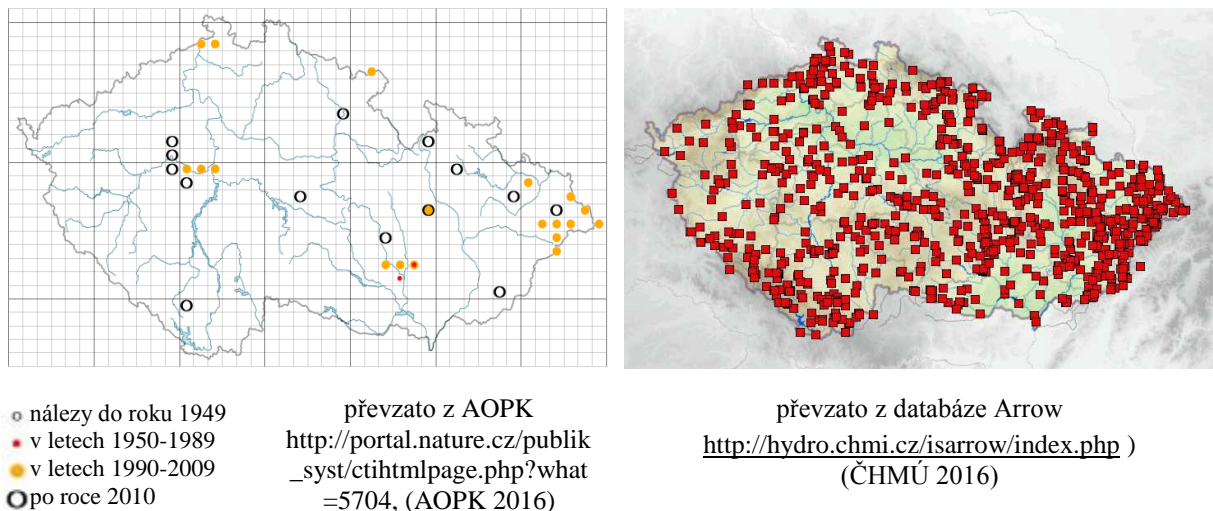 nálezy do roku 1949
v letech 1950-1989
v letech 1990-2009
po roce 2010
převzato z AOPK
http://portal.nature.cz/publik
_syst/ctihtmlpage.php?what
=5704, (AOPK 2016)
převzato z databáze Arrow
http://hydro.chmi.cz/isarrow/index.php )
(ČHMÚ 2016)